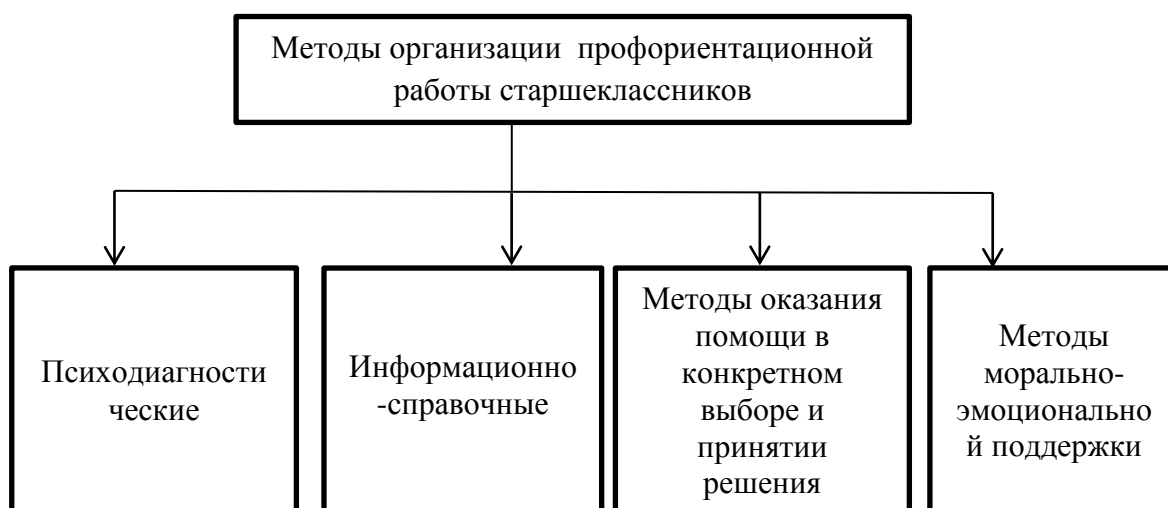 Методы организации профориентационной
работы старшеклассников
Психодиагности
ческие
Информационно
-справочные
Методы оказания
помощи в
конкретном
выборе и
принятии
решения
Методы
морально-
эмоционально
й поддержки